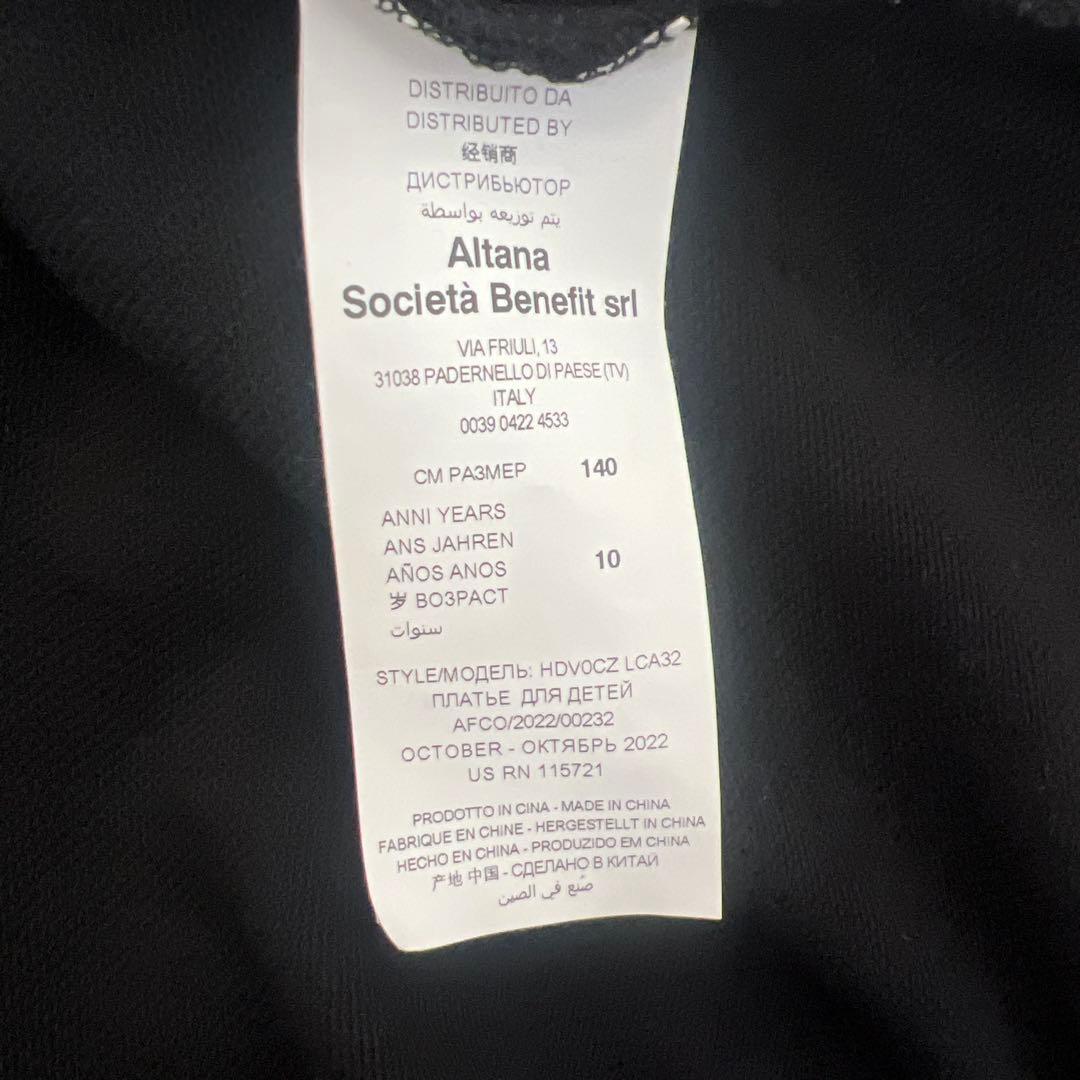 DISTRIBUITO DA
DISTRIBUTED BY
经销商
ДИСТРИБЬЮТОР
يتم توزيعه بواسطة
Altana
Società Benefit srl
VIA FRIULI, 13
31038 PADERNELLO DI PAESE (TV)
ITALY
0039 0422 4533
СМ РАЗМЕР 140
ANNI YEARS
ANS JAHREN
AÑOS ANOS 10
岁 ВОЗРАСТ
سنوات
STYLE/МОДЕЛЬ: HDV0CZ LCA32
ПЛАТЬЕ ДЛЯ ДЕТЕЙ
AFCO/2022/00232
OCTOBER - ОКТЯБРЬ 2022
US RN 115721
PRODOTTO IN CINA - MADE IN CHINA
FABRIQUE EN CHINE - HERGESTELLT IN CHINA
HECHO EN CHINA - PRODUZIDO EM CHINA
产地 中国 - СДЕЛАНО В КИТАЙ
صُنع في الصين